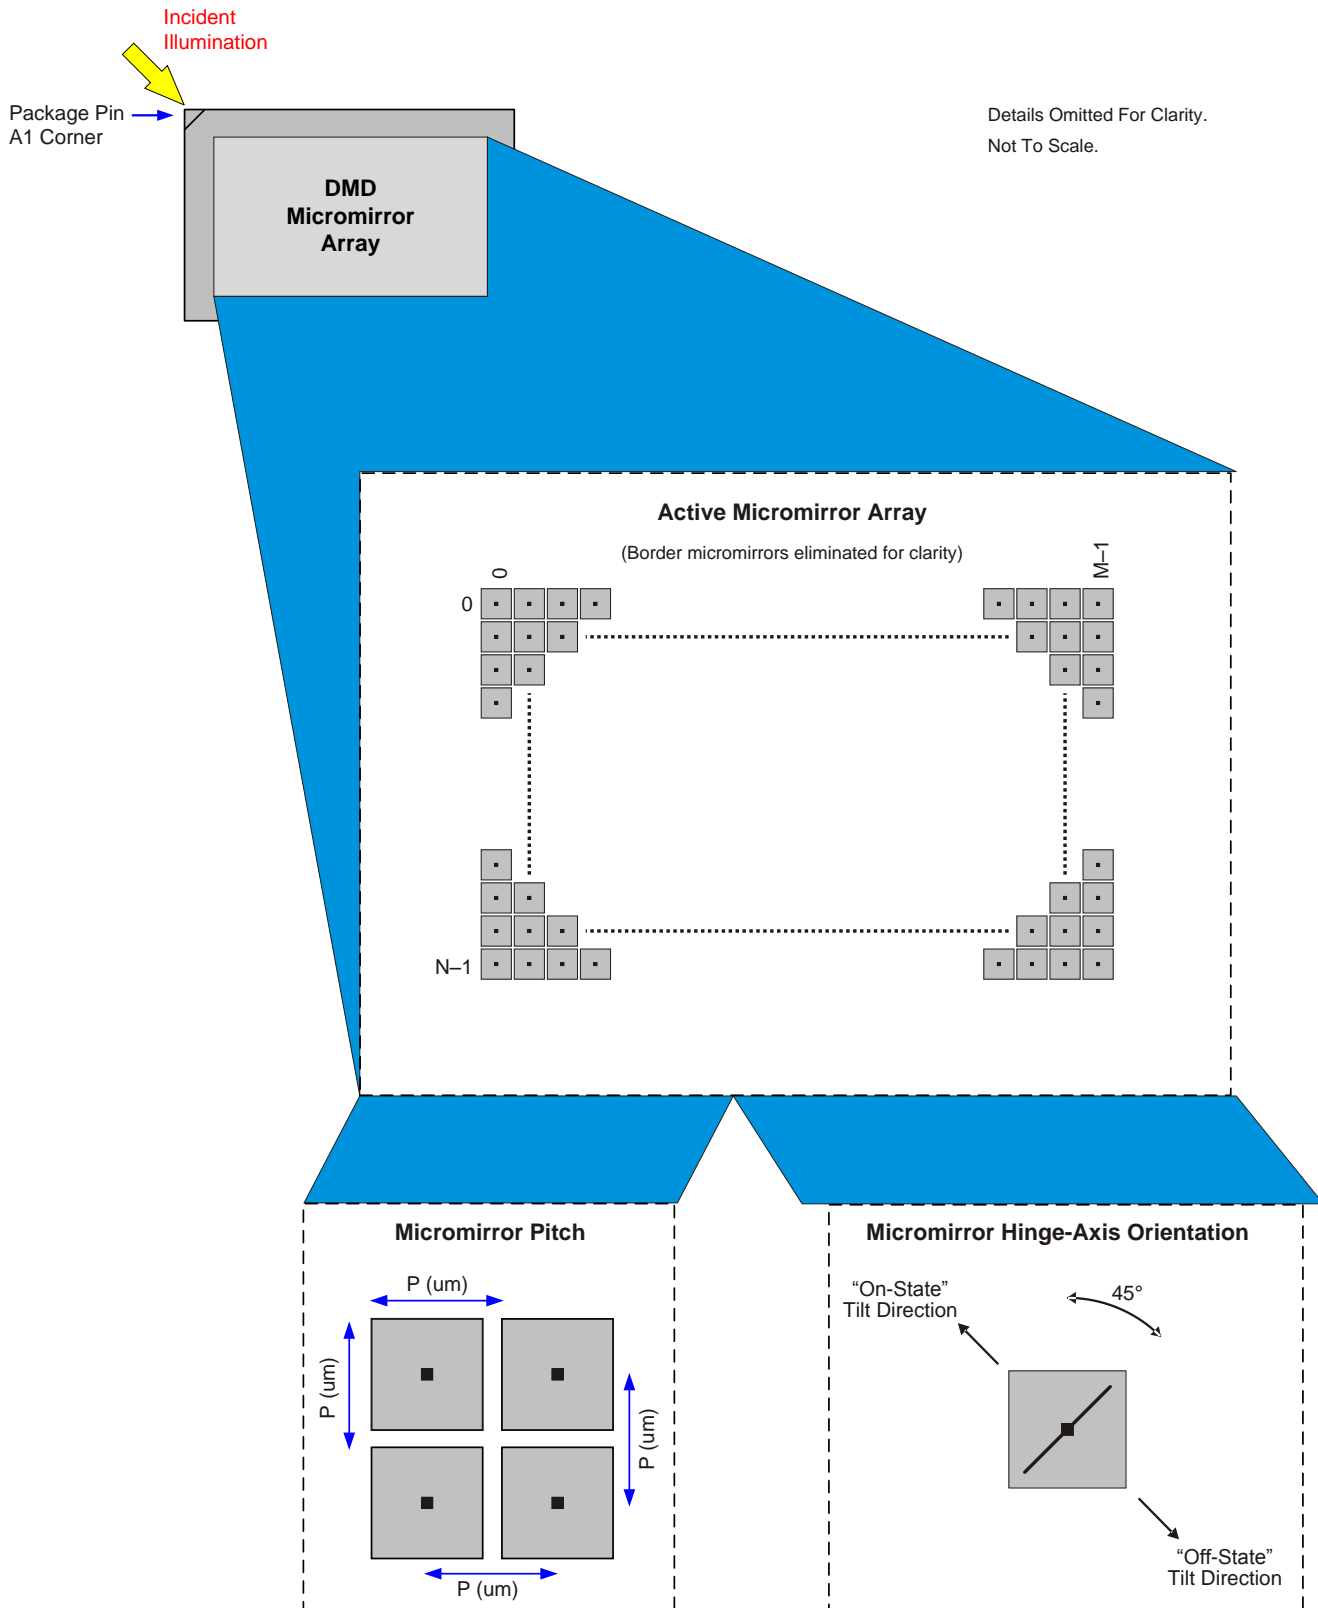 Incident
Illumination
Package Pin
A1 Corner
Details Omitted For Clarity.
Not To Scale.
DMD
Micromirror
Array
Active Micromirror Array
(Border micromirrors eliminated for clarity)
0
M–1
0
N–1
Micromirror Pitch
P (um)
P (um)
P (um)
P (um)
Micromirror Hinge-Axis Orientation
“On-State”
Tilt Direction
45°
“Off-State”
Tilt Direction